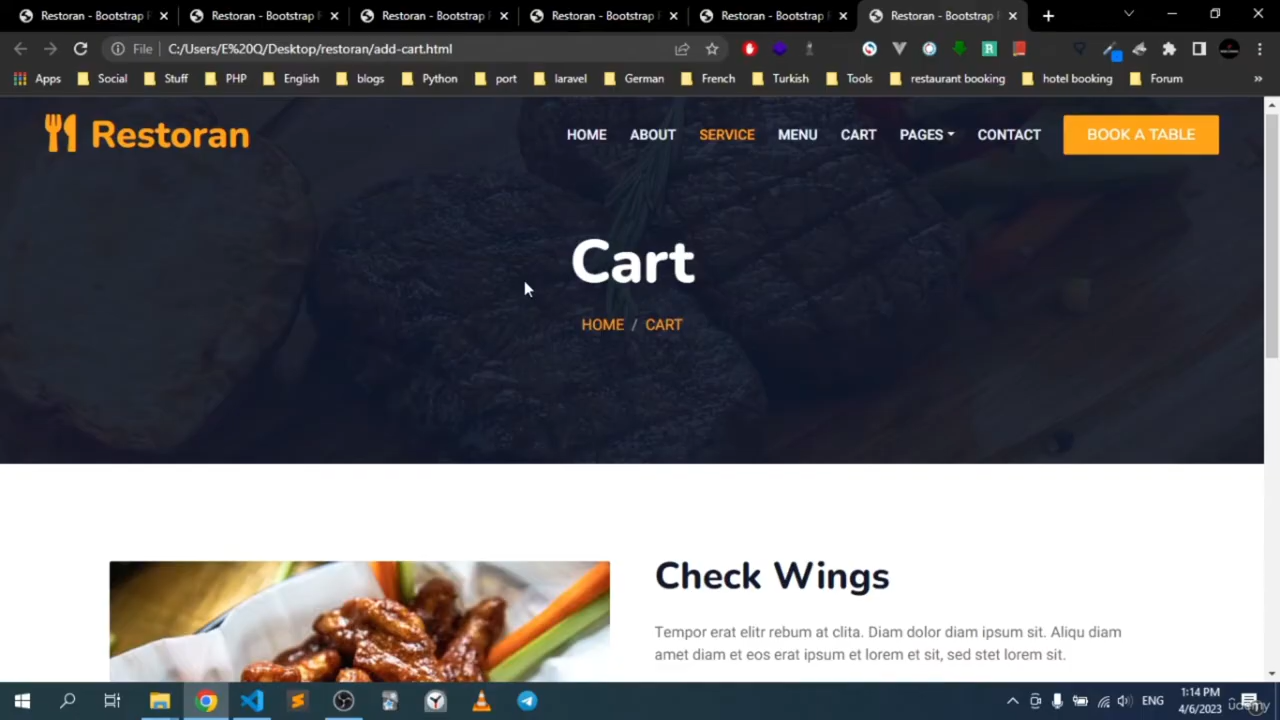 Restoran - Bootstrap
Restoran - Bootstrap
Restoran - Bootstrap
Restoran - Bootstrap
Restoran - Bootstrap
Restoran - Bootstrap
File
C:/Users/E%20Q/Desktop/restoran/add-cart.html
Apps
Social
Stuff
PHP
English
blogs
Python
port
laravel
German
French
Turkish
Tools
restaurant booking
hotel booking
Forum
»
Restoran
HOME
ABOUT
SERVICE
MENU
CART
PAGES
CONTACT
BOOK A TABLE
Cart
HOME / CART
Check Wings
Tempor erat elitr rebum at clita. Diam dolor diam ipsum sit. Aliqu diam
amet diam et eos erat ipsum et lorem et sit, sed stet lorem sit.
ENG
1:14 PM
4/6/2023
udemy